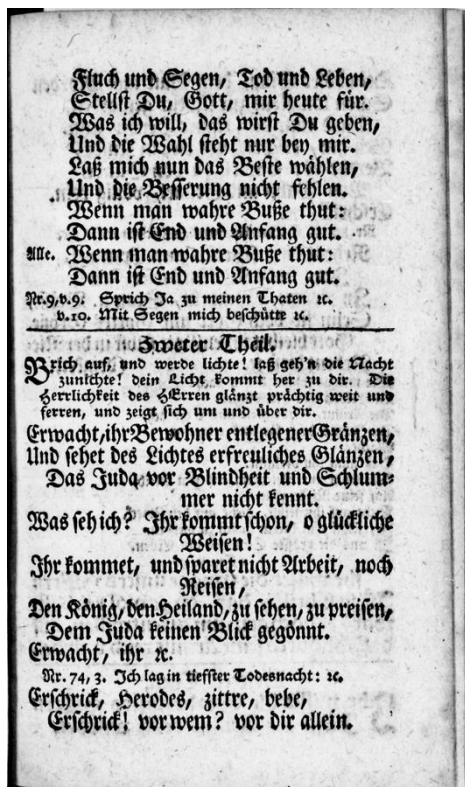 Fluch und Segen, Tod und Leben,
Stellst Du, Gott, mir heute für.
Was ich will, das wirst Du geben,
Und die Wahl steht nur bey mir.
Laß mich nun das Beste wählen,
Und die Besserung nicht fehlen.
Wenn man wahre Buße thut:
Dann ist End und Anfang gut.
Alle. Wenn man wahre Buße thut:
Dann ist End und Anfang gut.
Nr. 9, v. 9. Sprich Ja zu meinen Thaten ꝛc.
v. 10. Mit Segen mich beschütte ꝛc.
Zweter Theil.
Brich auf, und werde lichte! laß geh'n die Nacht
zunichte! dein Licht kommt her zu dir. Die
Herrlichkeit des HErren glänzt prächtig weit und
ferren, und zeigt sich um und über dir.
Erwacht, ihr Bewohner entlegener Gränzen,
Und sehet des Lichtes erfreuliches Glänzen,
Das Juda vor Blindheit und Schlum-
mer nicht kennt.
Was seh ich? Ihr kommt schon, o glückliche
Weisen!
Ihr kommet, und sparet nicht Arbeit, noch
Reisen,
Den König, den Heiland, zu sehen, zu preisen,
Dem Juda keinen Blick gegönnt.
Erwacht, ihr ꝛc.
Nr. 74, 3. Ich lag in tieffster Todesnacht: ꝛc.
Erschrick, Herodes, zittre, bebe,
Erschrick! vor wem? vor dir allein.